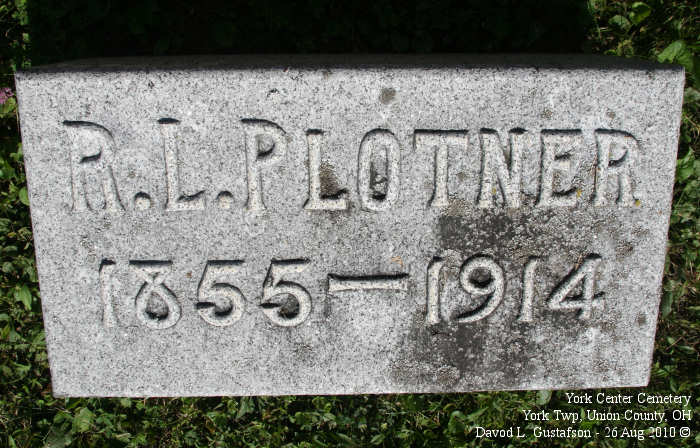 R.L.PLOTNER
1855-1914
York Center Cemetery
York Twp. Union County, OH
Davod L. Gustafson - 26 Aug 2010 ©